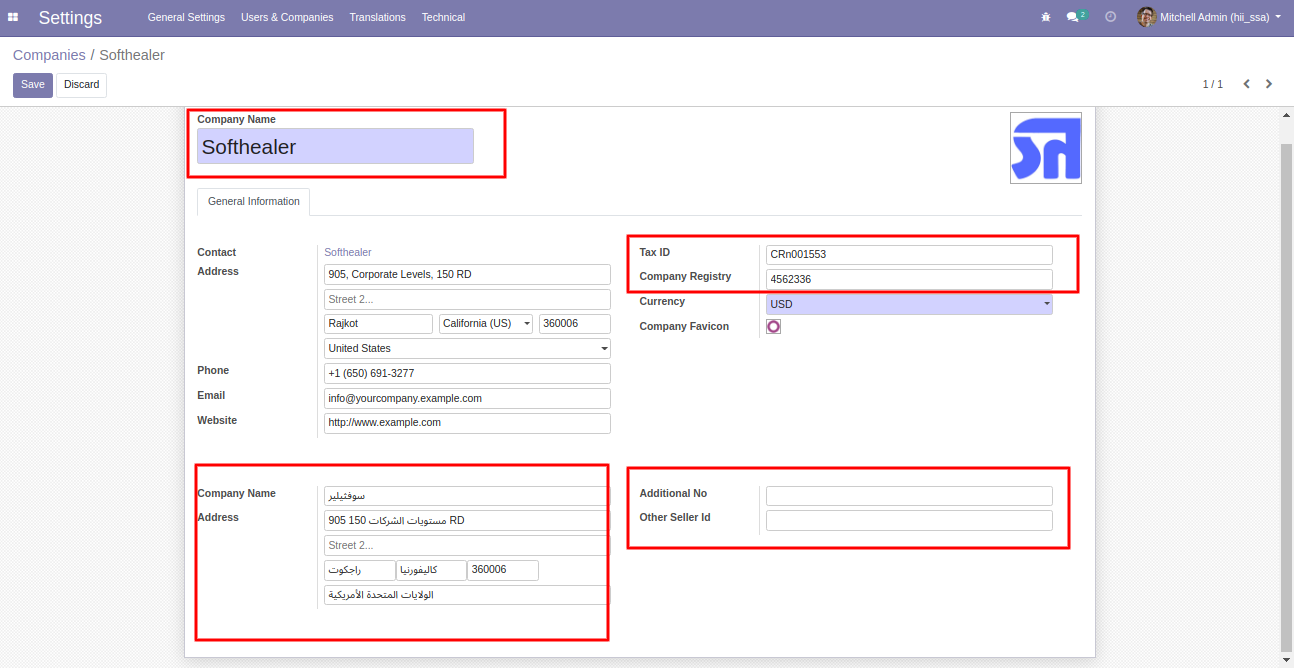 Settings General Settings Users & Companies Translations Technical 2 Mitchell Admin (hii_ssa)
Companies / Softhealer
Save Discard 1 / 1
Company Name
Softhealer
General Information
Contact Softhealer
Address 905, Corporate Levels, 150 RD
Street 2...
Rajkot California (US) 360006
United States
Phone +1 (650) 691-3277
Email info@yourcompany.example.com
Website http://www.example.com
Tax ID CRn001553
Company Registry 4562336
Currency USD
Company Favicon
Company Name سوفثيلير
Address 905 مستويات الشركات 150 RD
Street 2...
راجكوت كاليفورنيا 360006
الولايات المتحدة الأمريكية
Additional No
Other Seller Id